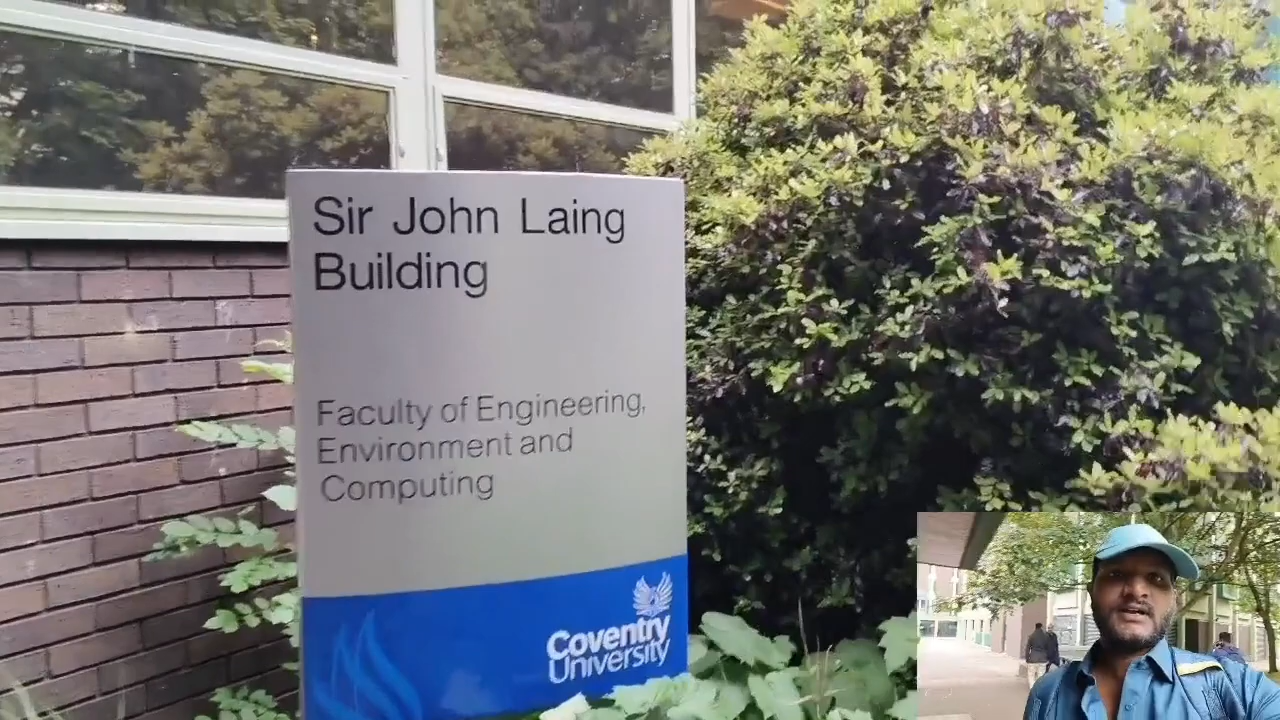 Sir John Laing
Building
Faculty of Engineering,
Environment and
Computing
Coventry
University